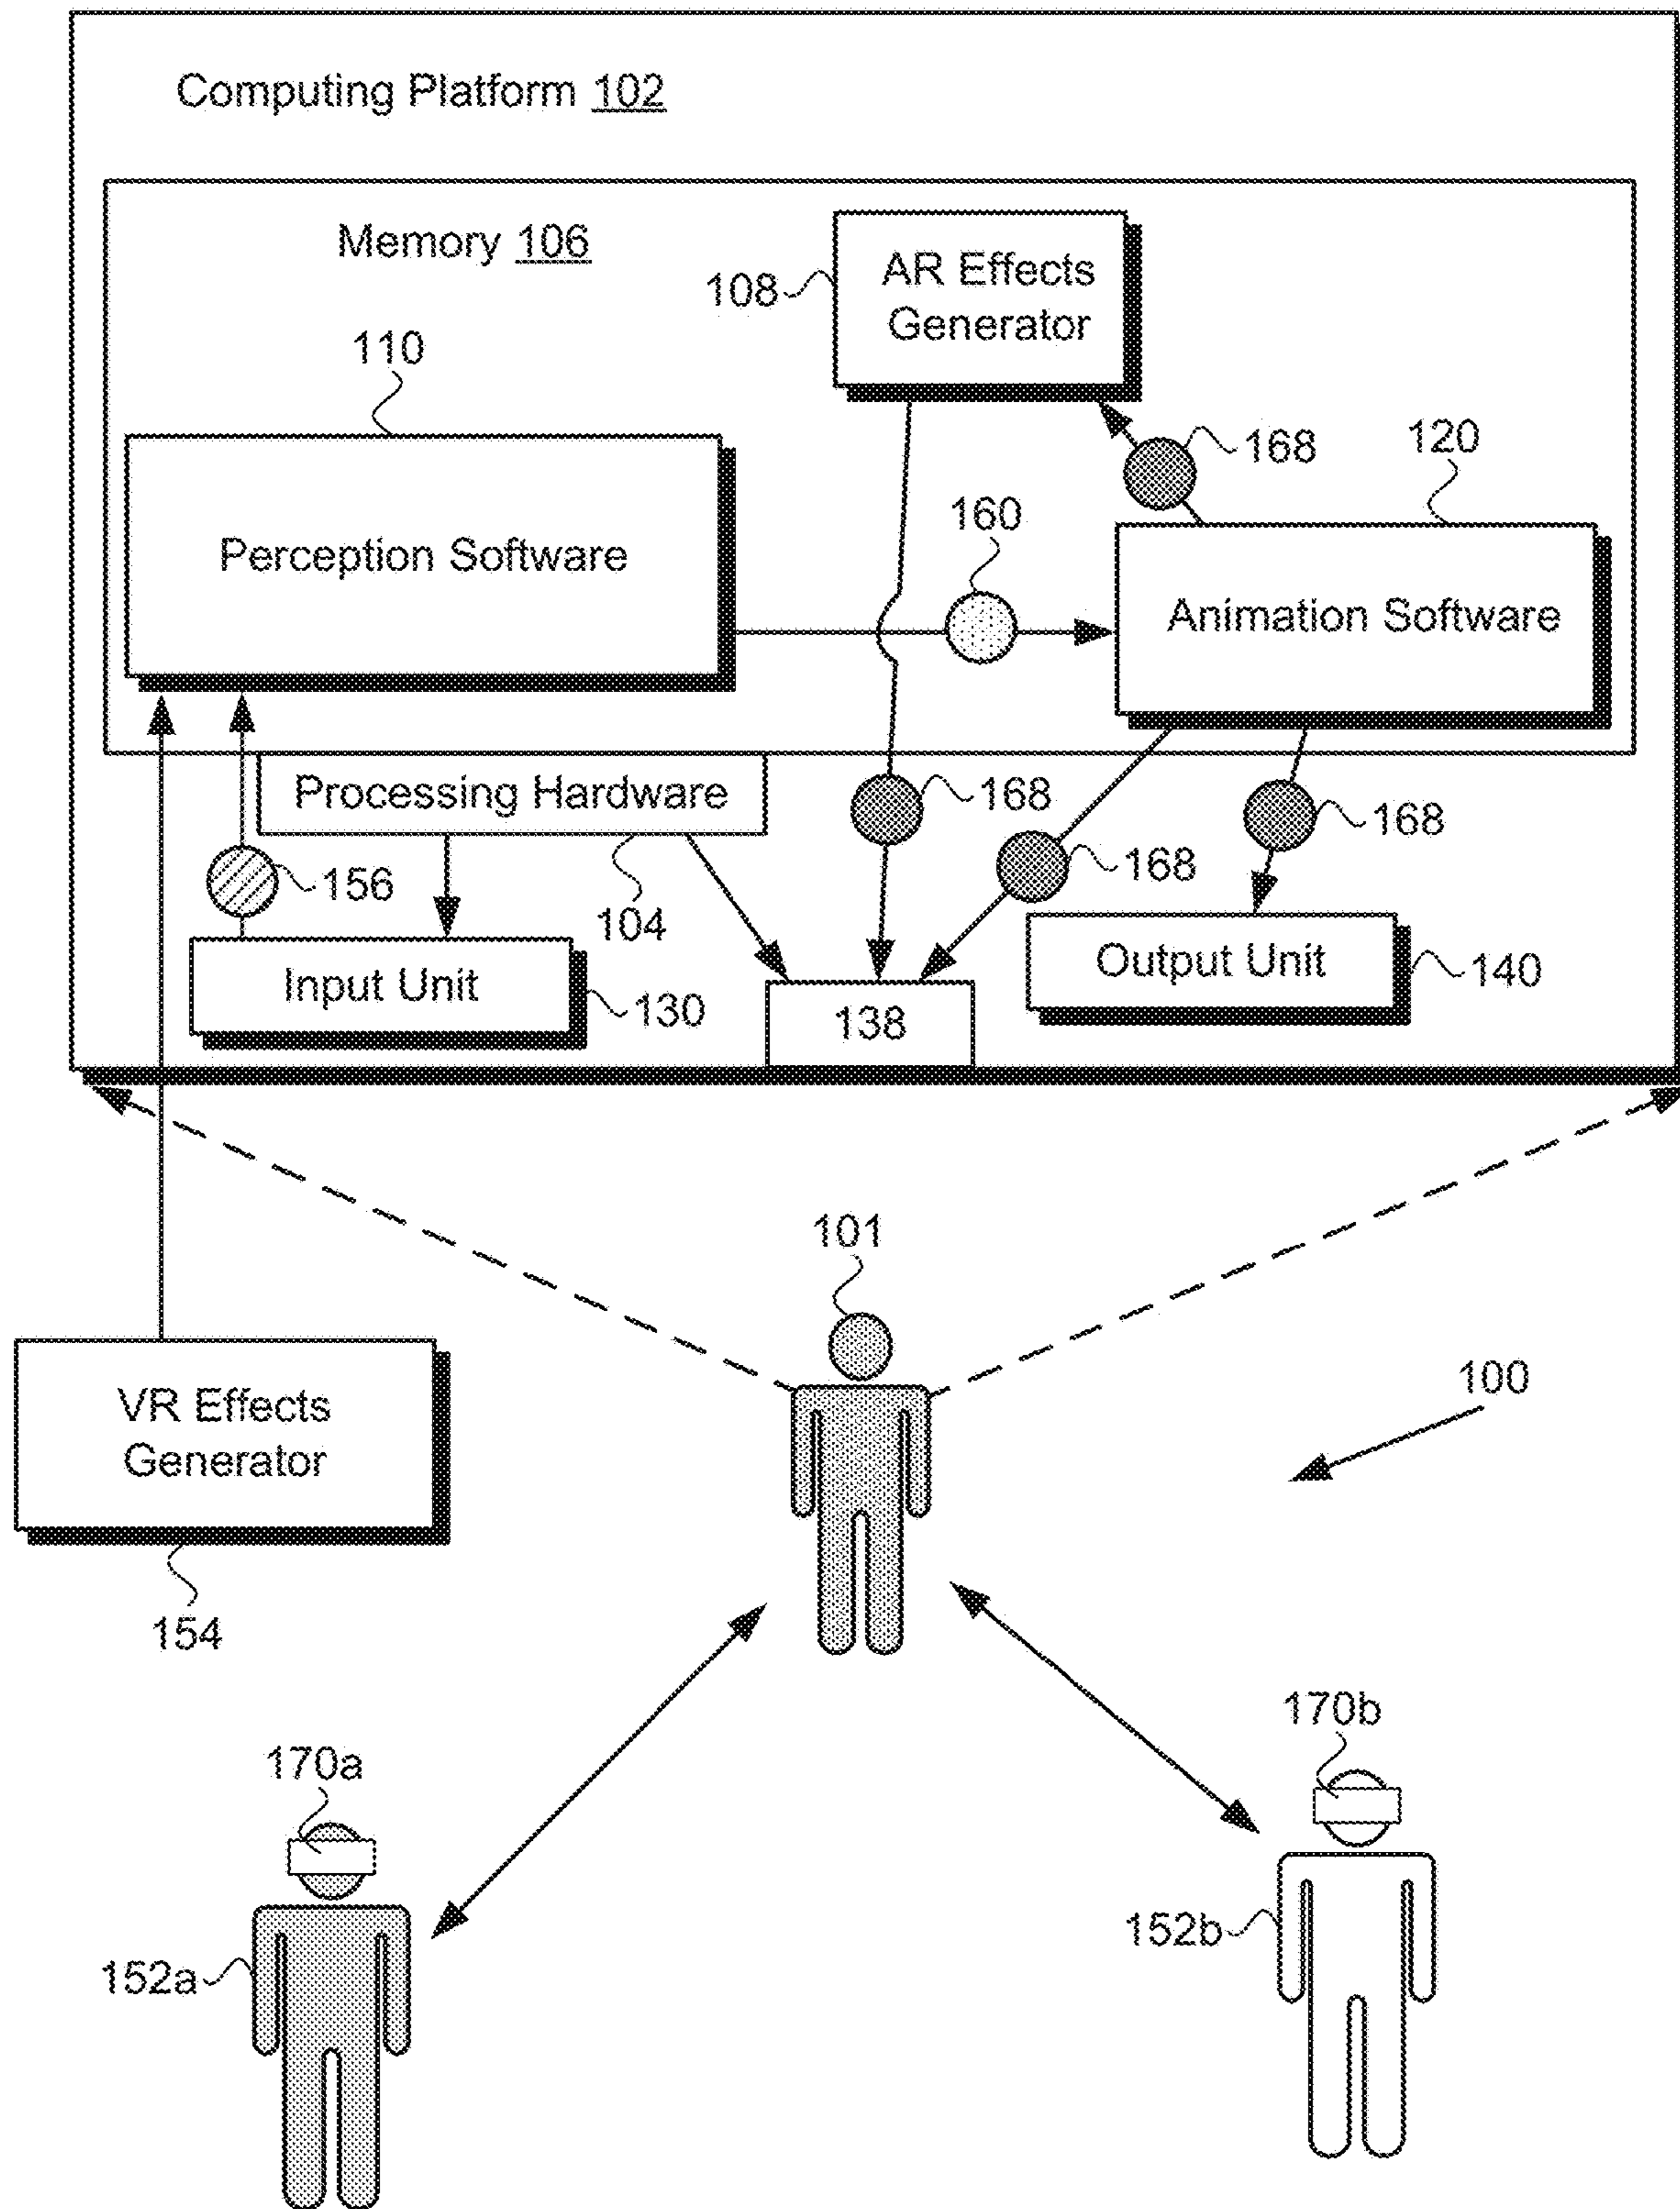 Computing Platform 102
Memory 106
108
AR Effects
Generator
110
168
120
160
Perception Software
Animation Software
Processing Hardware
168
168
156
168
104
Input Unit
130
138
Output Unit
140
101
VR Effects
Generator
100
154
170b
170a
152b
152a